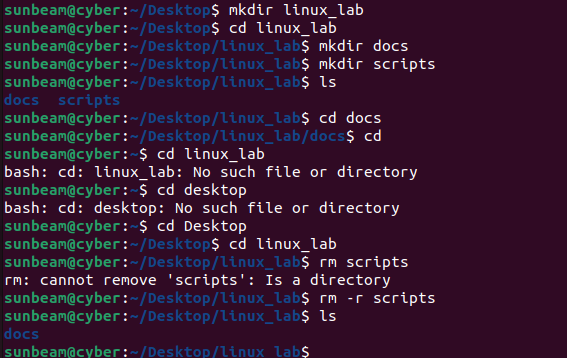 sunbeam@cyber:~/Desktop$ mkdir linux_lab
sunbeam@cyber:~/Desktop$ cd linux_lab
sunbeam@cyber:~/Desktop/linux_lab$ mkdir docs
sunbeam@cyber:~/Desktop/linux_lab$ mkdir scripts
sunbeam@cyber:~/Desktop/linux_lab$ ls
docs  scripts
sunbeam@cyber:~/Desktop/linux_lab$ cd docs
sunbeam@cyber:~/Desktop/linux_lab/docs$ cd
sunbeam@cyber:~$ cd linux_lab
bash: cd: linux_lab: No such file or directory
sunbeam@cyber:~$ cd desktop
bash: cd: desktop: No such file or directory
sunbeam@cyber:~$ cd Desktop
sunbeam@cyber:~/Desktop$ cd linux_lab
sunbeam@cyber:~/Desktop/linux_lab$ rm scripts
rm: cannot remove 'scripts': Is a directory
sunbeam@cyber:~/Desktop/linux_lab$ rm -r scripts
sunbeam@cyber:~/Desktop/linux_lab$ ls
docs
sunbeam@cyber:~/Desktop/linux_lab$